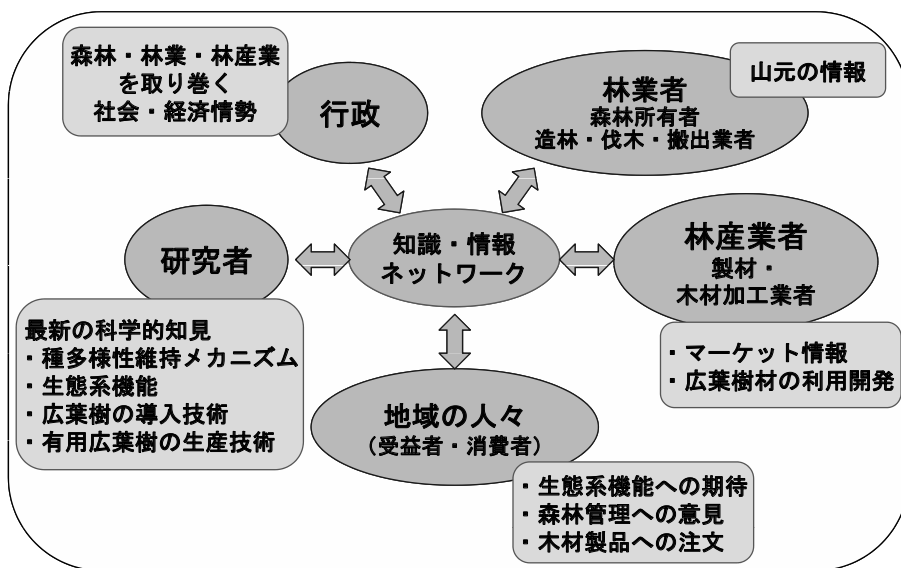 森林・林業・林産業
を取り巻く
社会・経済情勢
行政
山元の情報
林業者
森林所有者
造林・伐木・搬出業者
研究者
知識・情報
ネットワーク
林産業者
製材・
木材加工業者
最新の科学的知見
・種多様性維持メカニズム
・生態系機能
・広葉樹の導入技術
・有用広葉樹の生産技術
・マーケット情報
・広葉樹材の利用開発
地域の人々
（受益者・消費者）
・生態系機能への期待
・森林管理への意見
・木材製品への注文